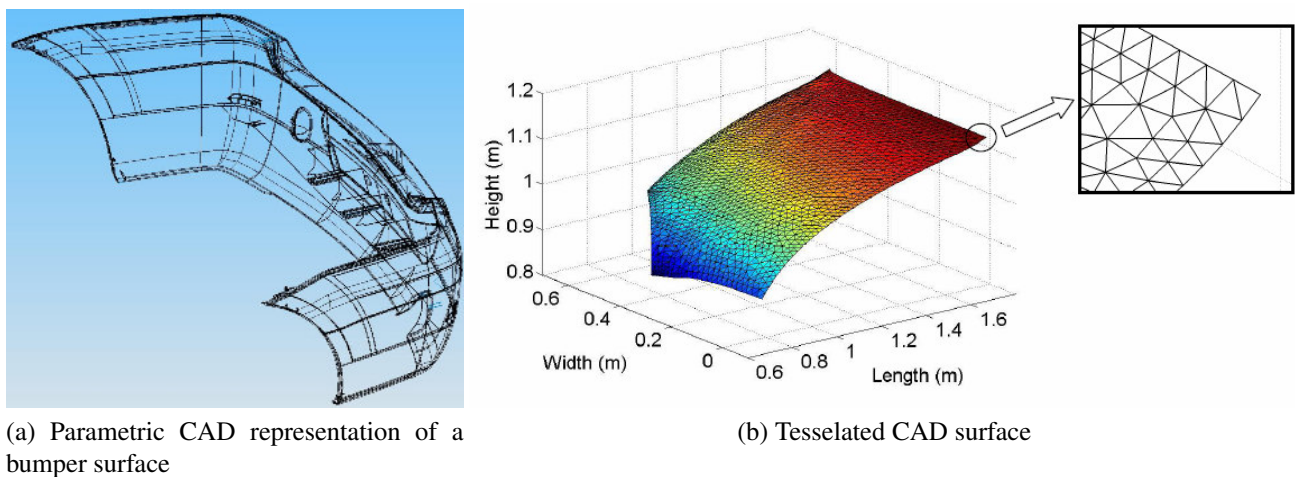 1.2
1.1
1
0.9
0.8
Height (m)
0.6
0.4
0.2
0
Width (m)
0.6
0.8
1
1.2
1.4
1.6
Length (m)
(a) Parametric CAD representation of a
bumper surface
(b) Tesselated CAD surface